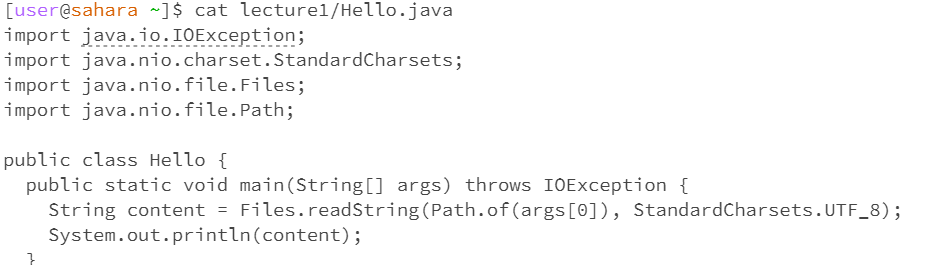 [user@sahara ~]$ cat lecture1/Hello.java
import java.io.IOException;
import java.nio.charset.StandardCharsets;
import java.nio.file.Files;
import java.nio.file.Path;

public class Hello {
  public static void main(String[] args) throws IOException {
    String content = Files.readString(Path.of(args[0]), StandardCharsets.UTF_8);
    System.out.println(content);
  }